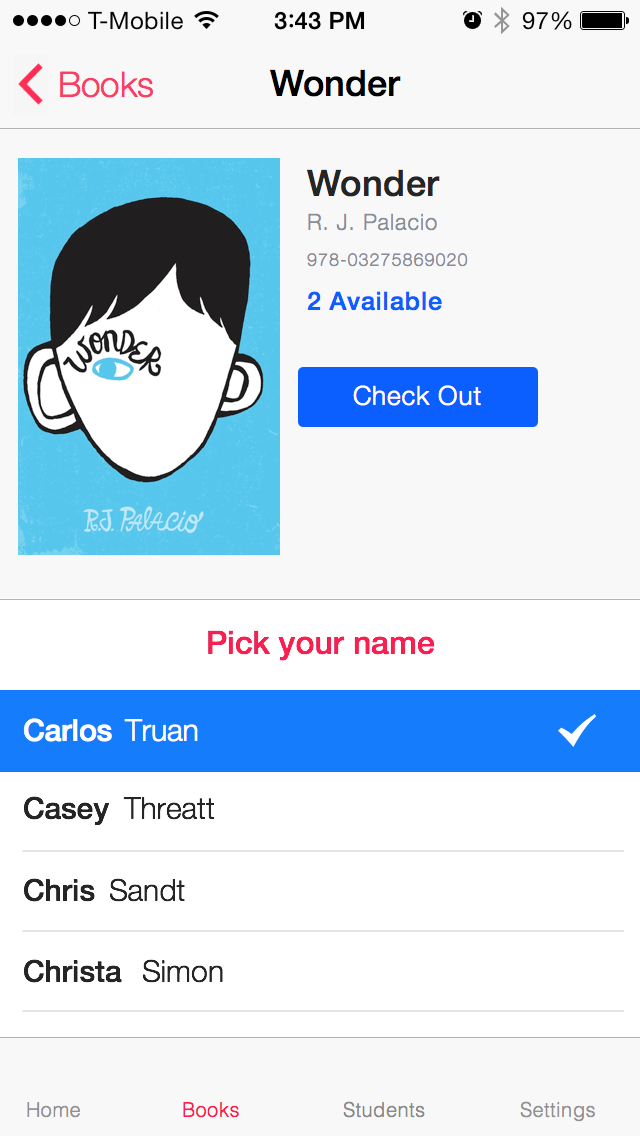 T-Mobile 3:43 PM 97%
Books Wonder
Wonder
R. J. Palacio
978-03275869020
2 Available
Check Out
WONDER
R.J. PALACIO
Pick your name
Carlos Truan
Casey Threatt
Chris Sandt
Christa Simon
Home Books Students Settings